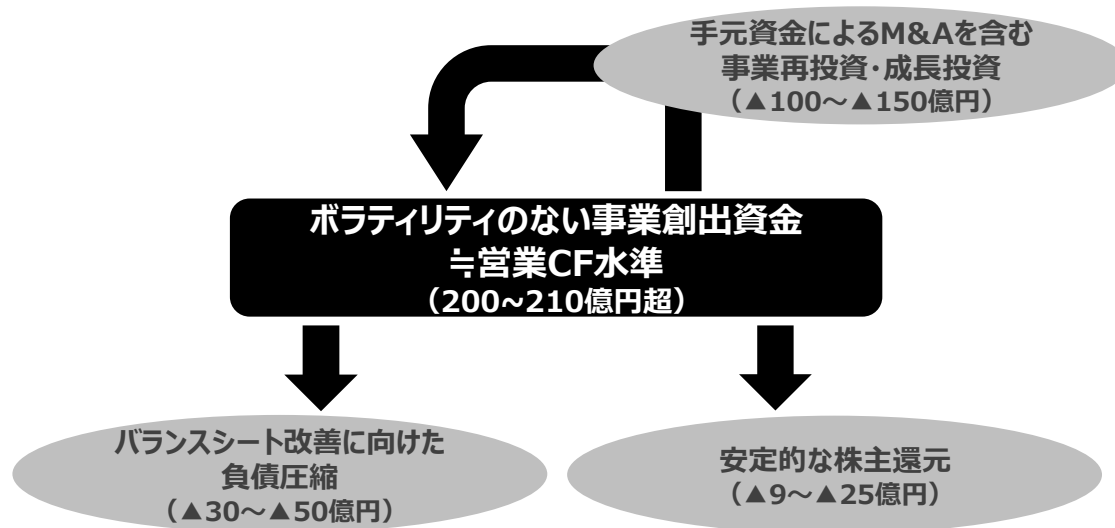 手元資金によるM&Aを含む
事業再投資・成長投資
（▲100～▲150億円）
ボラティリティのない事業創出資金
≒営業CF水準
（200~210億円超）
バランスシート改善に向けた
負債圧縮
（▲30～▲50億円）
安定的な株主還元
（▲9～▲25億円）